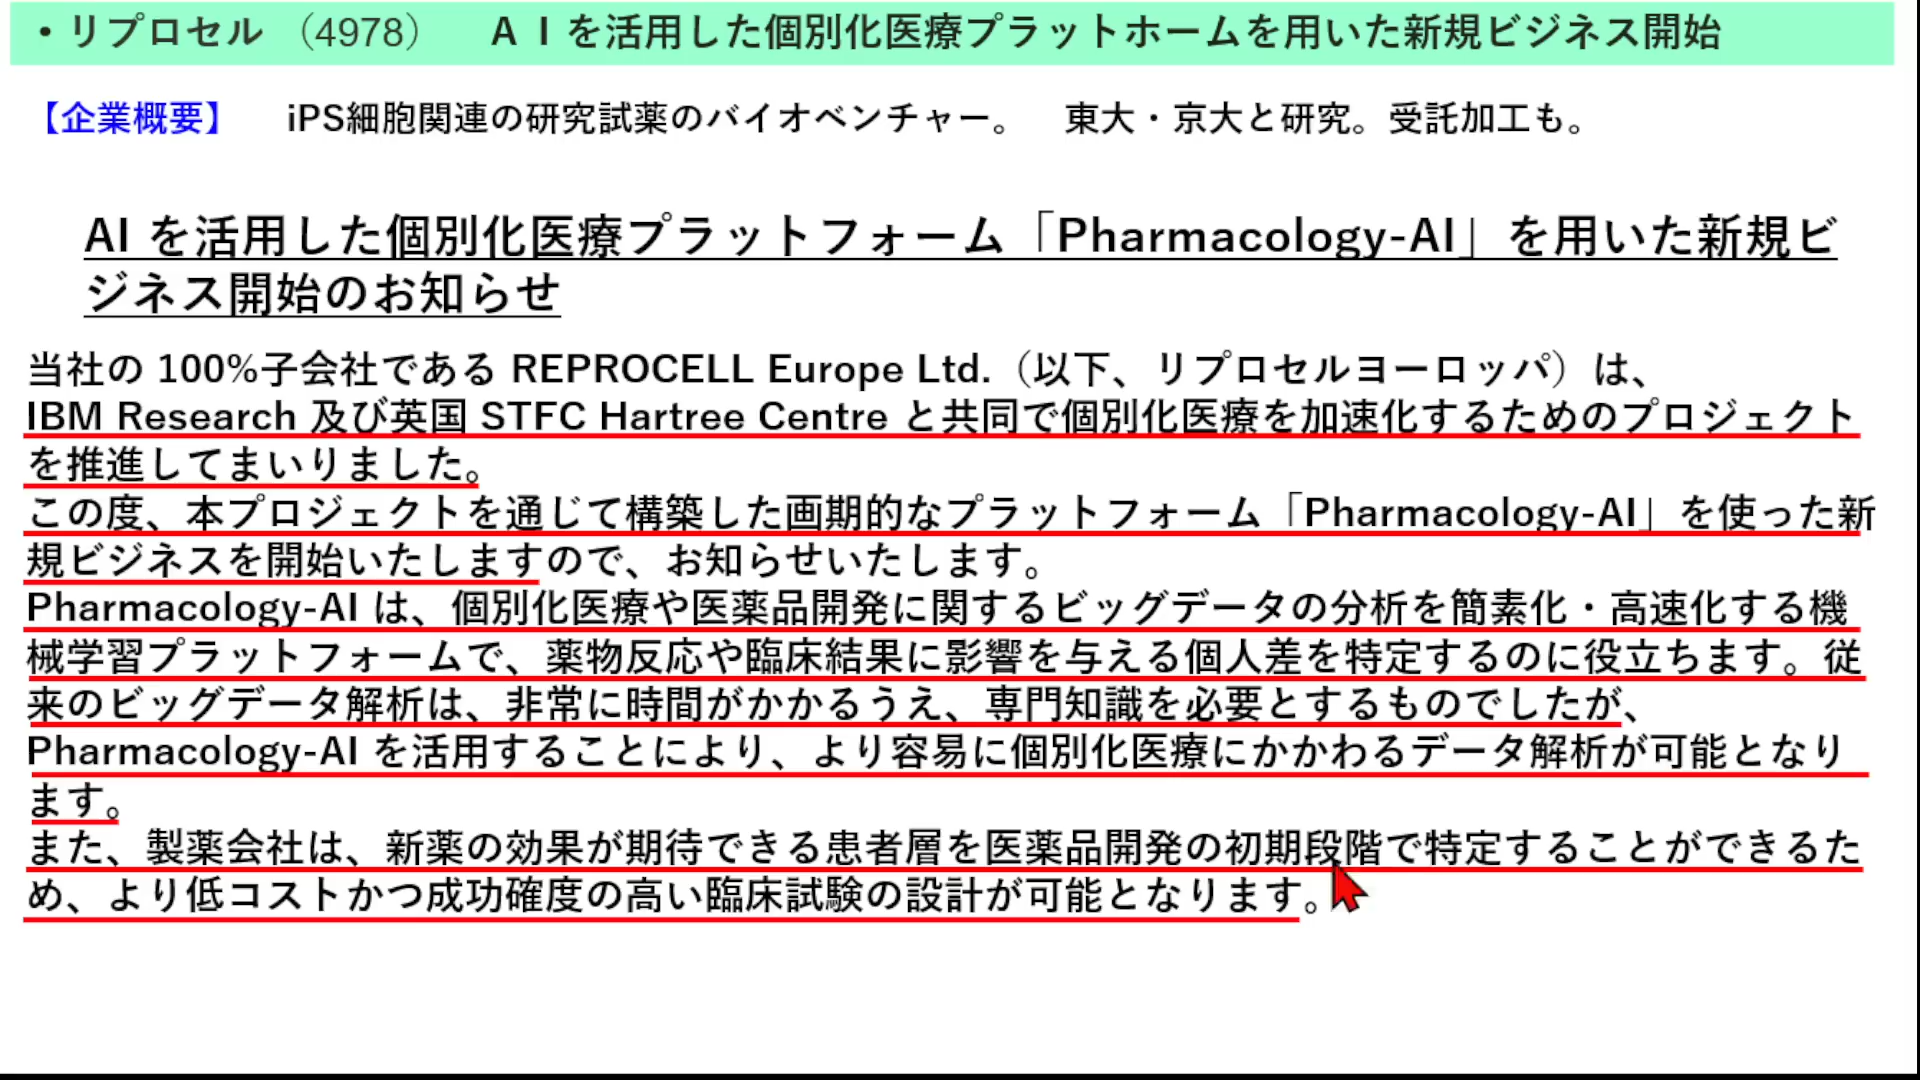 ・リプロセル （4978）　ＡＩを活用した個別化医療プラットホームを用いた新規ビジネス開始
【企業概要】　iPS細胞関連の研究試薬のバイオベンチャー。　東大・京大と研究。受託加工も。
AI を活用した個別化医療プラットフォーム「Pharmacology-AI」を用いた新規ビ
ジネス開始のお知らせ
当社の 100%子会社である REPROCELL Europe Ltd.（以下、リプロセルヨーロッパ）は、
IBM Research 及び英国 STFC Hartree Centre と共同で個別化医療を加速化するためのプロジェクト
を推進してまいりました。
この度、本プロジェクトを通じて構築した画期的なプラットフォーム「Pharmacology-AI」を使った新
規ビジネスを開始いたしますので、お知らせいたします。
Pharmacology-AI は、個別化医療や医薬品開発に関するビッグデータの分析を簡素化・高速化する機
械学習プラットフォームで、薬物反応や臨床結果に影響を与える個人差を特定するのに役立ちます。従
来のビッグデータ解析は、非常に時間がかかるうえ、専門知識を必要とするものでしたが、
Pharmacology-AI を活用することにより、より容易に個別化医療にかかわるデータ解析が可能となり
ます。
また、製薬会社は、新薬の効果が期待できる患者層を医薬品開発の初期段階で特定することができるた
め、より低コストかつ成功確度の高い臨床試験の設計が可能となります。